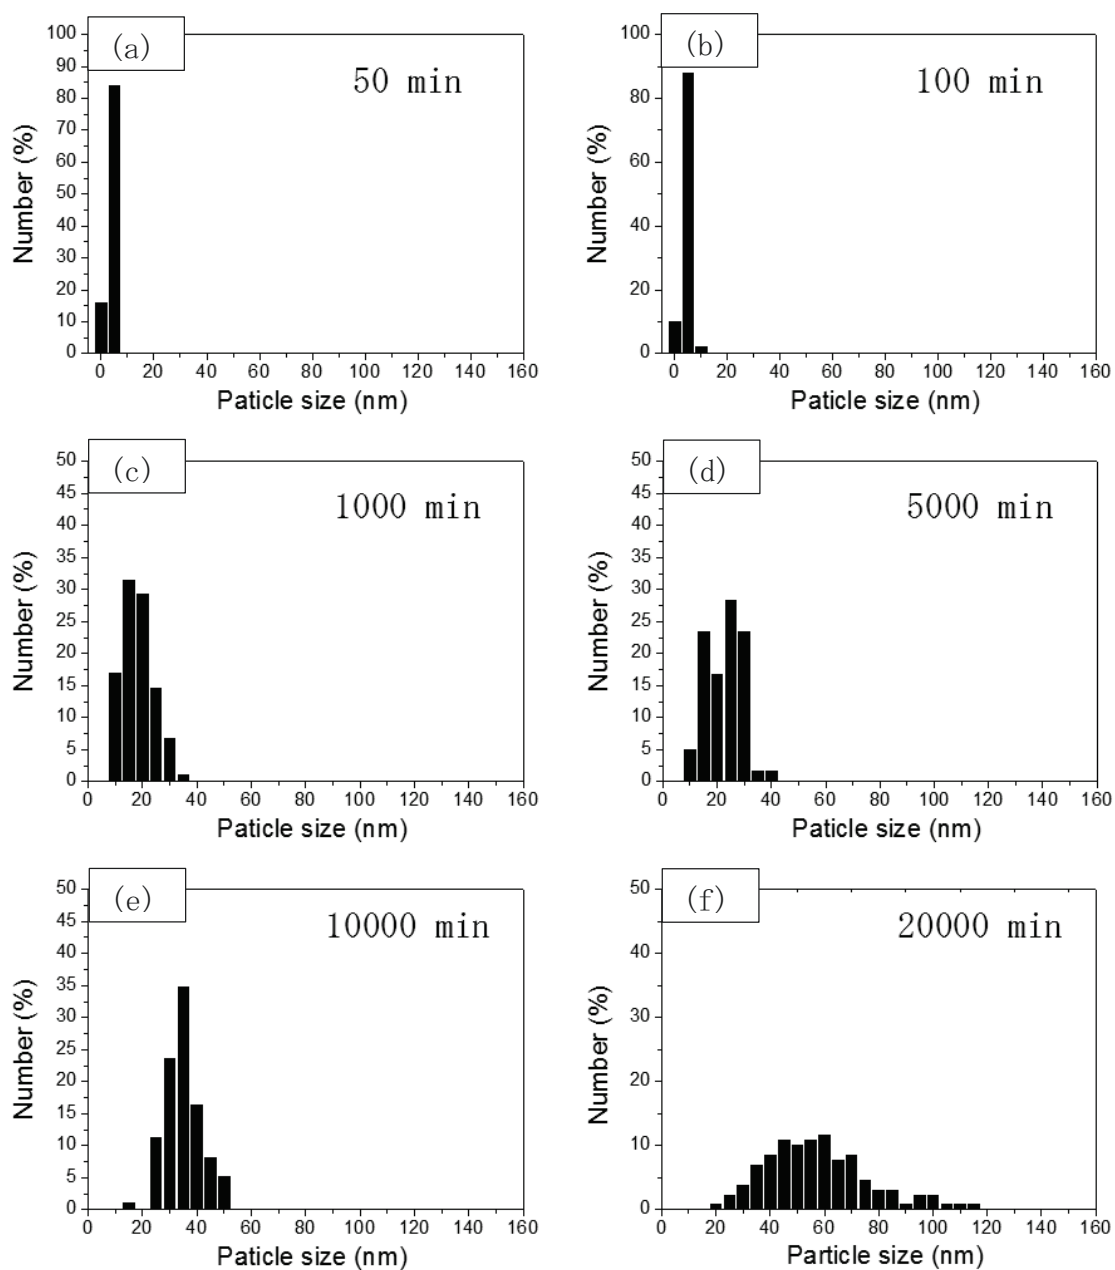 (a)
50 min
100
90
80
70
60
50
40
30
20
10
0
Number (%)
0 20 40 60 80 100 120 140 160
Paticle size (nm)
(b)
100 min
100
80
60
40
20
0
Number (%)
0 20 40 60 80 100 120 140 160
Paticle size (nm)
(c)
1000 min
50
45
40
35
30
25
20
15
10
5
0
Number (%)
0 20 40 60 80 100 120 140 160
Paticle size (nm)
(d)
5000 min
50
45
40
35
30
25
20
15
10
5
0
Number (%)
0 20 40 60 80 100 120 140 160
Paticle size (nm)
(e)
10000 min
50
45
40
35
30
25
20
15
10
5
0
Number (%)
0 20 40 60 80 100 120 140 160
Paticle size (nm)
(f)
20000 min
50
40
30
20
10
0
Number (%)
0 20 40 60 80 100 120 140 160
Particle size (nm)